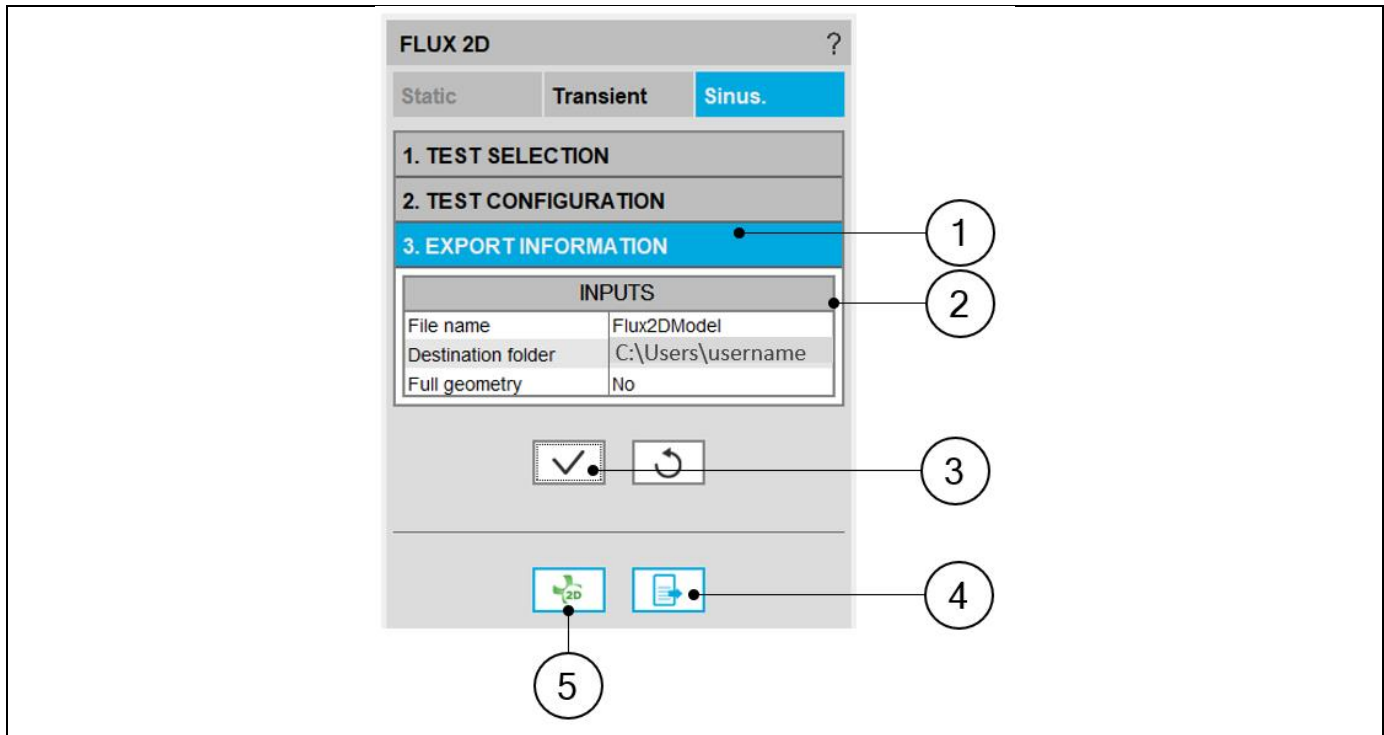 FLUX 2D ?
Static Transient Sinus.
1. TEST SELECTION
2. TEST CONFIGURATION
3. EXPORT INFORMATION
1
INPUTS
2
File name Flux2DModel
Destination folder C:\Users\username
Full geometry No
3
2D
4
5